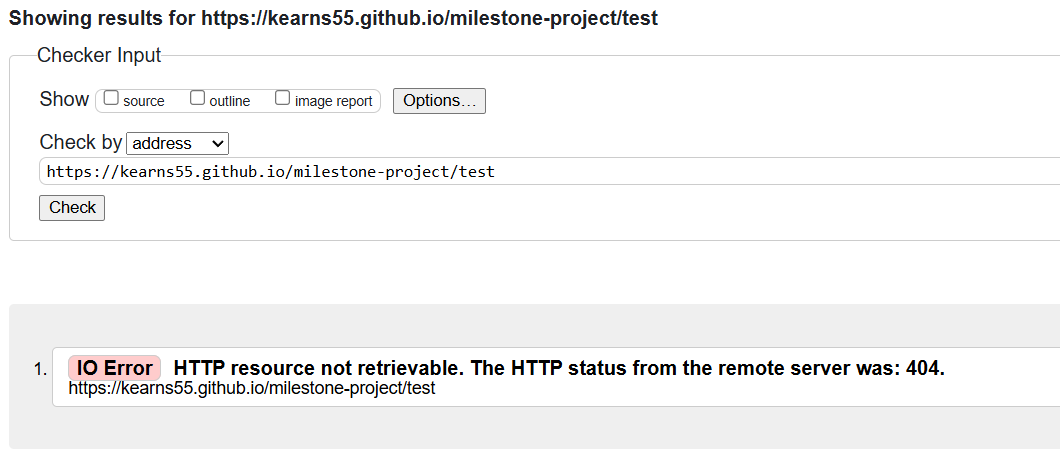 Showing results for https://kearns55.github.io/milestone-project/test
Checker Input
Show source outline image report Options…
Check by address
https://kearns55.github.io/milestone-project/test
Check
1. IO Error HTTP resource not retrievable. The HTTP status from the remote server was: 404.
https://kearns55.github.io/milestone-project/test